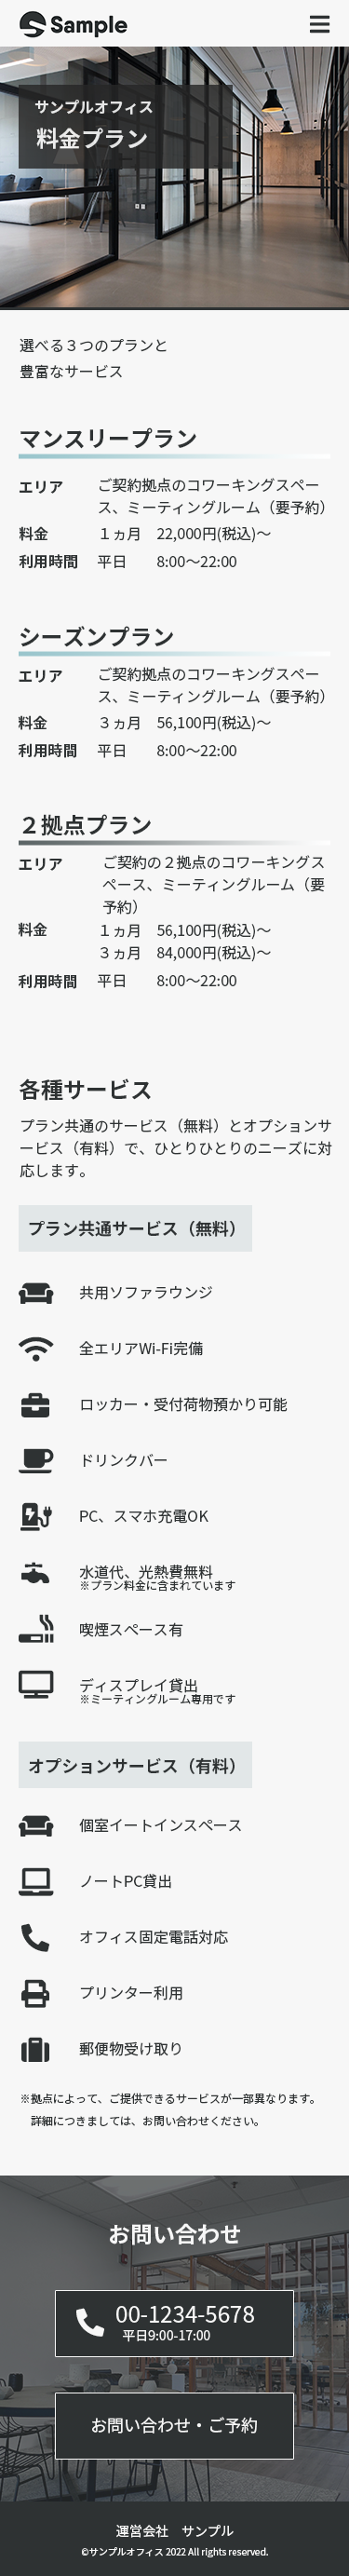 Sample
サンプルオフィス
料金プラン
選べる３つのプランと
豊富なサービス
マンスリープラン
エリア ご契約拠点のコワーキングスペー
ス、ミーティングルーム（要予約）
料金 １ヵ月 22,000円(税込)～
利用時間 平日 8:00～22:00
シーズンプラン
エリア ご契約拠点のコワーキングスペー
ス、ミーティングルーム（要予約）
料金 ３ヵ月 56,100円(税込)～
利用時間 平日 8:00～22:00
２拠点プラン
エリア ご契約の２拠点のコワーキングス
ペース、ミーティングルーム（要
予約）
料金 １ヵ月 56,100円(税込)～
３ヵ月 84,000円(税込)～
利用時間 平日 8:00～22:00
各種サービス
プラン共通のサービス（無料）とオプションサ
ービス（有料）で、ひとりひとりのニーズに対
応します。
プラン共通サービス（無料）
共用ソファラウンジ
全エリアWi-Fi完備
ロッカー・受付荷物預かり可能
ドリンクバー
PC、スマホ充電OK
水道代、光熱費無料
※プラン料金に含まれています
喫煙スペース有
ディスプレイ貸出
※ミーティングルーム専用です
オプションサービス（有料）
個室イートインスペース
ノートPC貸出
オフィス固定電話対応
プリンター利用
郵便物受け取り
※拠点によって、ご提供できるサービスが一部異なります。
詳細につきましては、お問い合わせください。
お問い合わせ
00-1234-5678
平日9:00-17:00
お問い合わせ・ご予約
運営会社　サンプル
©サンプルオフィス 2022 All rights reserved.